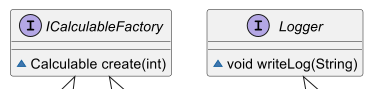 I ICalculableFactory
Calculable create(int)
I Logger
void writeLog(String)